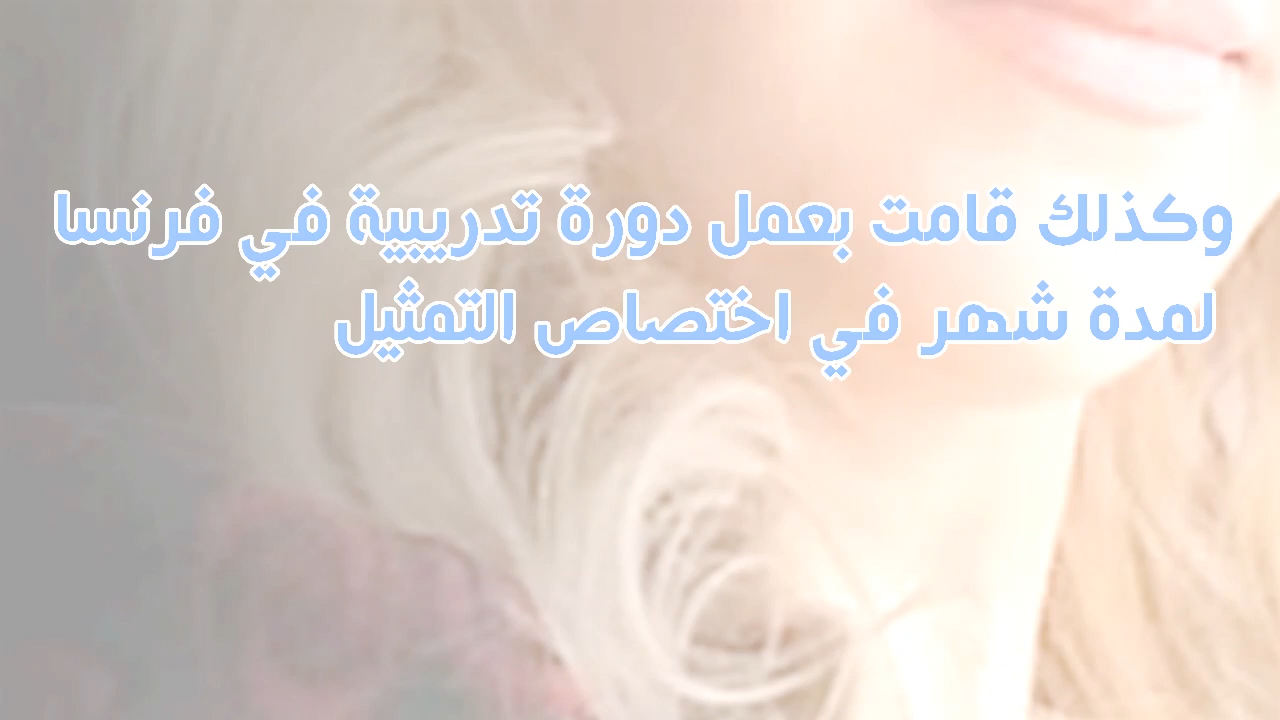 وكذلك قامت بعمل دورة تدريبية في فرنسا
لمدة شهر في اختصاص التمثيل